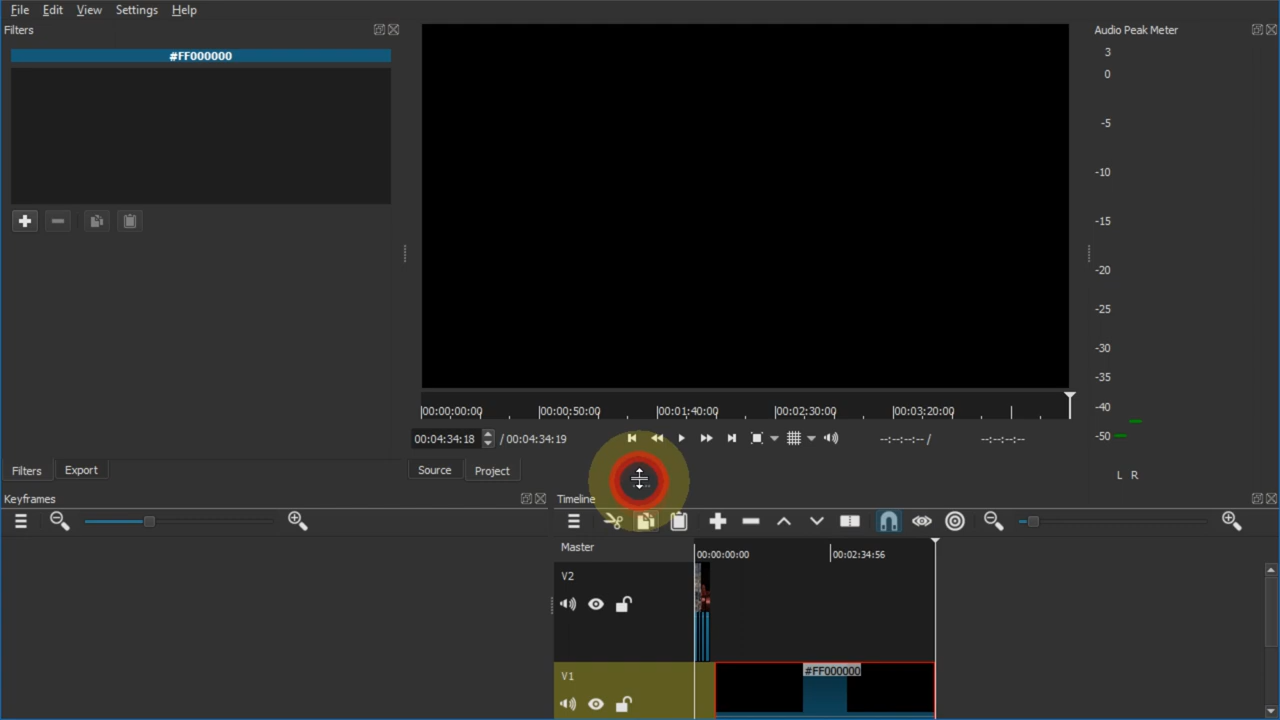 File Edit View Settings Help
Filters
#FF000000
Audio Peak Meter
3
0
-5
-10
-15
-20
-25
-30
-35
-40
-50
L R
00:00:00:00 00:00:50:00 00:01:40:00 00:02:30:00 00:03:20:00
00:04:34:18 / 00:04:34:19 --:--:--:-- / --:--:--:--
Filters Export
Source Project
Keyframes
Timeline
Master
00:00:00:00 00:02:34:56
V2
V1
#FF000000